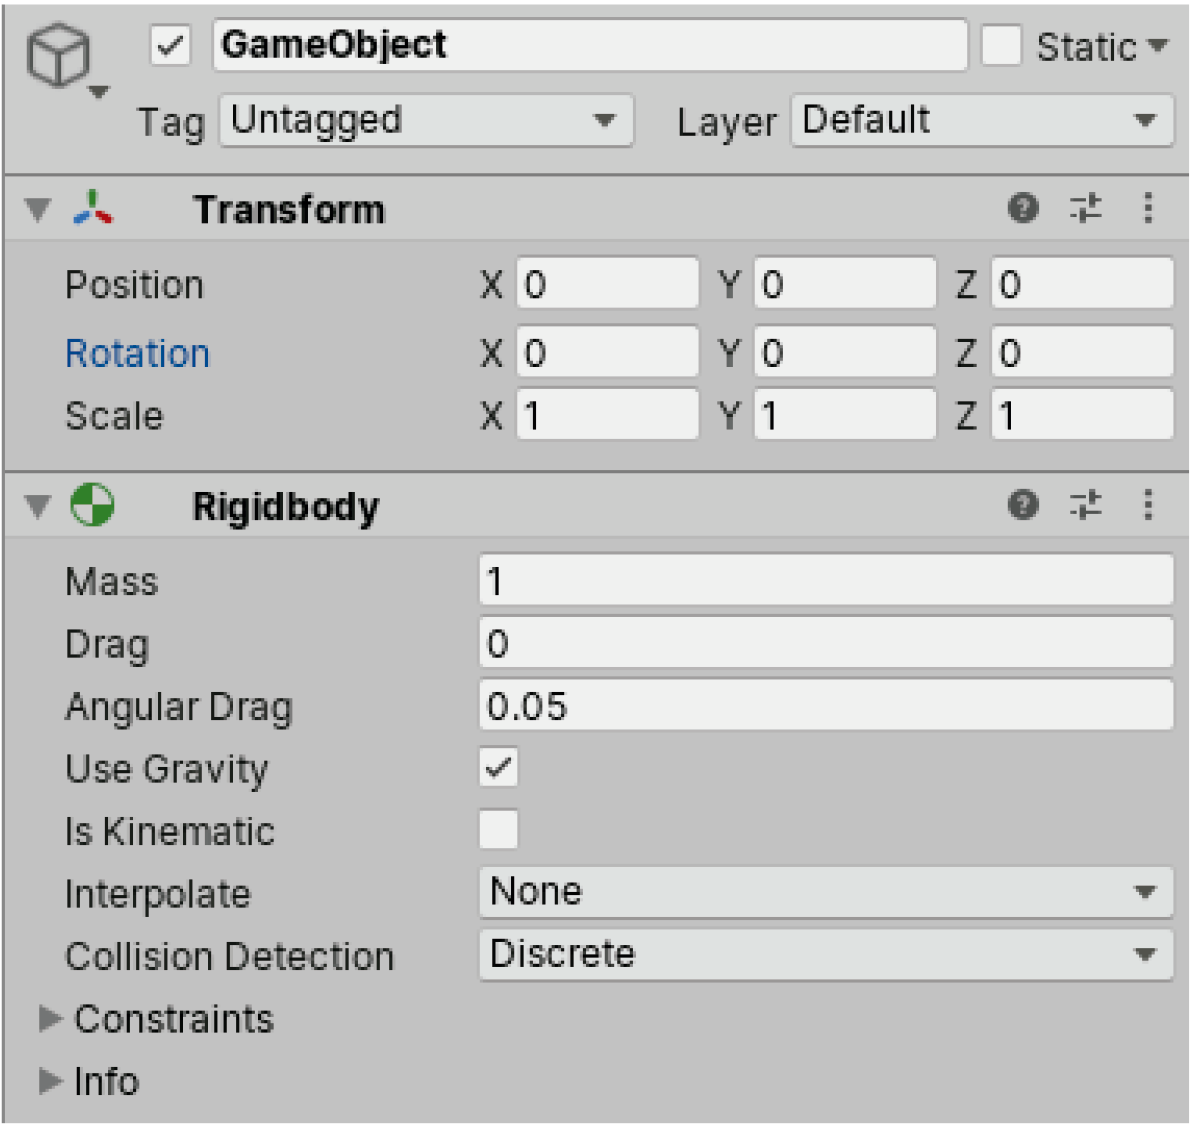 GameObject Static
Tag Untagged Layer Default
Transform
Position X 0 Y 0 Z 0
Rotation X 0 Y 0 Z 0
Scale X 1 Y 1 Z 1
Rigidbody
Mass 1
Drag 0
Angular Drag 0.05
Use Gravity
Is Kinematic
Interpolate None
Collision Detection Discrete
Constraints
Info